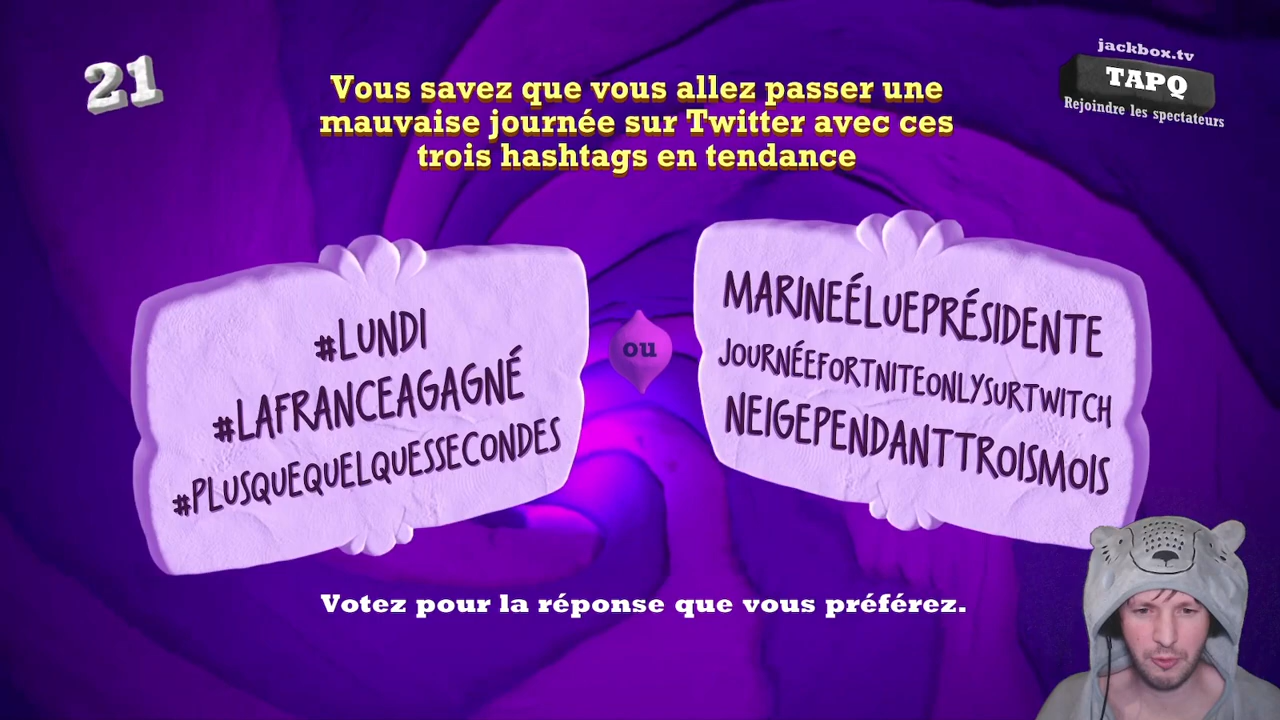 21
jackbox.tv
TAPQ
Rejoindre les spectateurs
Vous savez que vous allez passer une
mauvaise journée sur Twitter avec ces
trois hashtags en tendance
#LUNDI
#LAFRANCEAGAGNÉ
#PLUSQUEQUELQUESSECONDES
ou
MARINEÉLUEPRÉSIDENTE
JOURNÉEFORTNITEONLYSURTWITCH
NEIGEPENDANTTROISMOIS
Votez pour la réponse que vous préférez.